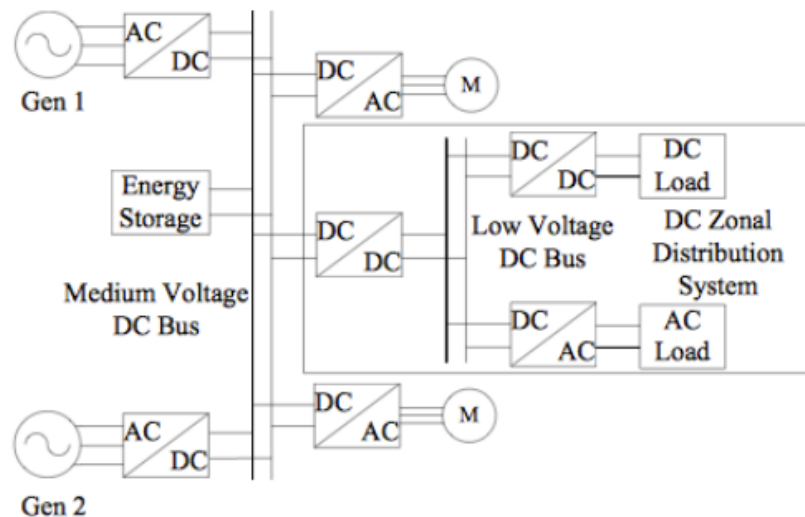 AC
DC
Gen 1
DC
AC
M
Energy
Storage
Medium Voltage
DC Bus
DC
DC
Low Voltage
DC Bus
DC
DC
DC
Load
DC Zonal
Distribution
System
DC
AC
AC
Load
DC
AC
M
AC
DC
Gen 2